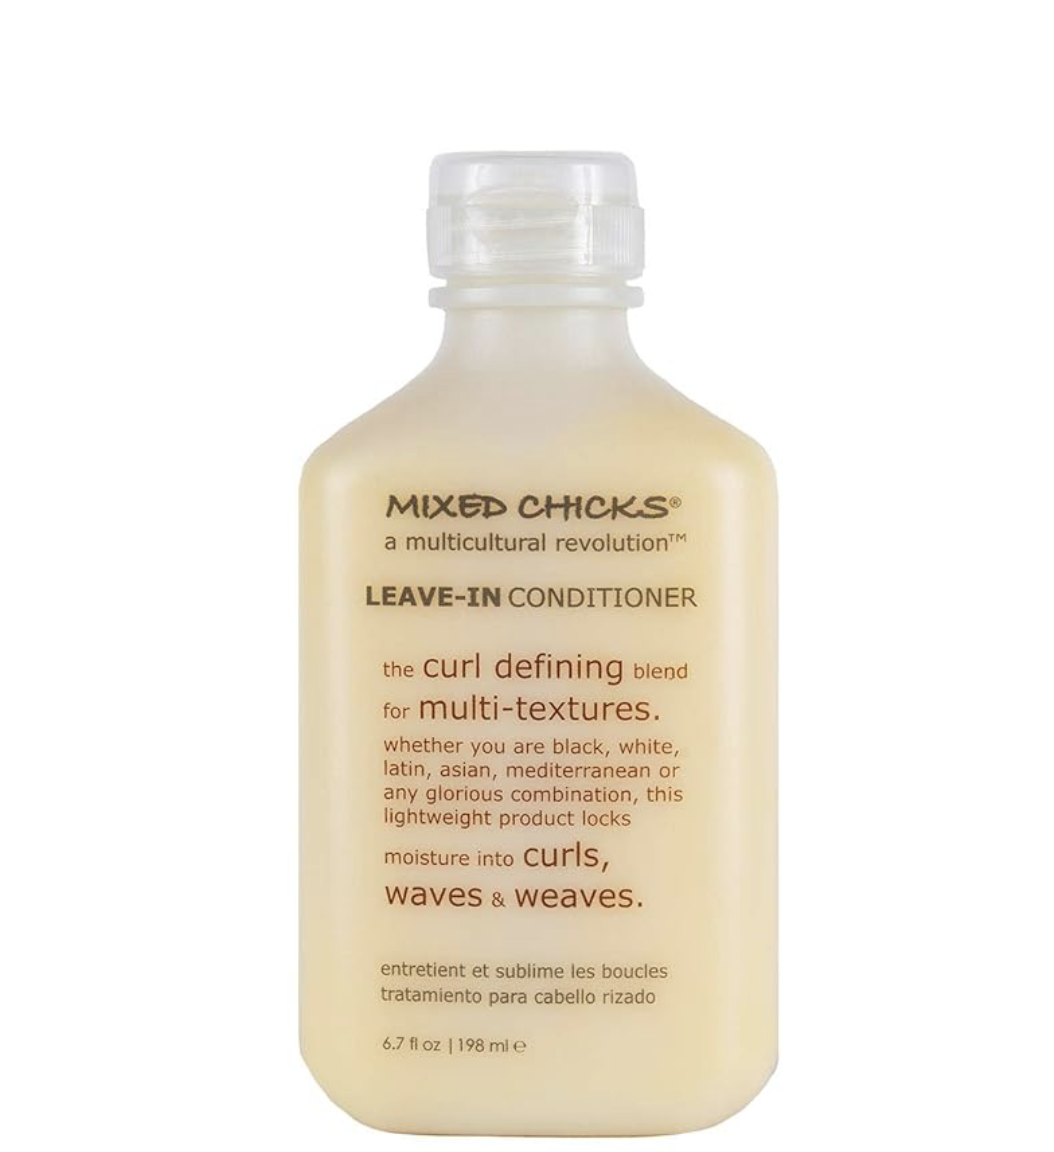 MIXED CHICKS®
a multicultural revolution™
LEAVE-IN CONDITIONER
the curl defining blend
for multi-textures.
whether you are black, white,
latin, asian, mediterranean or
any glorious combination, this
lightweight product locks
moisture into curls,
waves & weaves.
entretient et sublime les boucles
tratamiento para cabello rizado
6.7 fl oz | 198 ml ℮